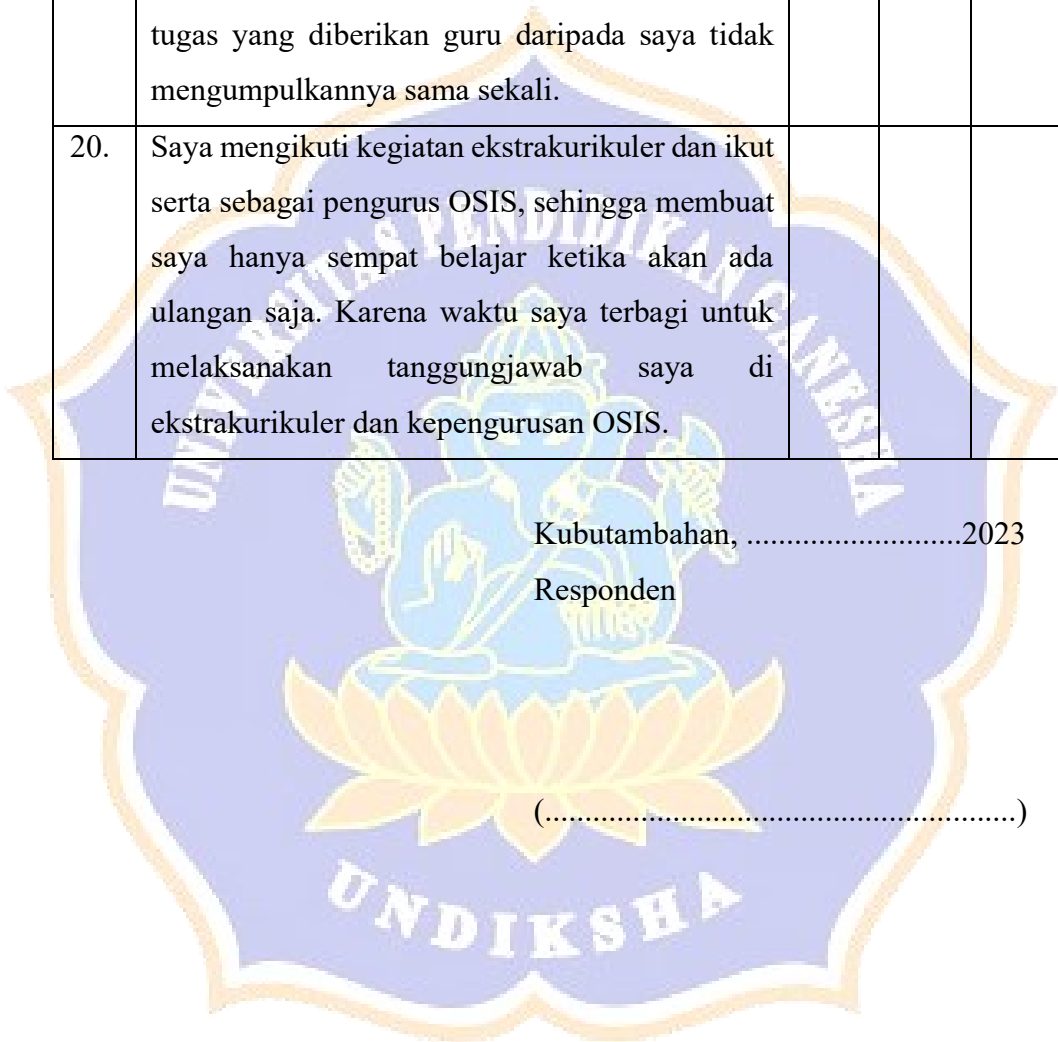 tugas yang diberikan guru daripada saya tidak
mengumpulkannya sama sekali.
20. Saya mengikuti kegiatan ekstrakurikuler dan ikut
serta sebagai pengurus OSIS, sehingga membuat
saya hanya sempat belajar ketika akan ada
ulangan saja. Karena waktu saya terbagi untuk
melaksanakan tanggungjawab saya di
ekstrakurikuler dan kepengurusan OSIS.
UNIVERSITAS PENDIDIKAN GANESHA
Kubutambahan, ...........................2023
Responden
(...........................................................)
UNDIKSHA